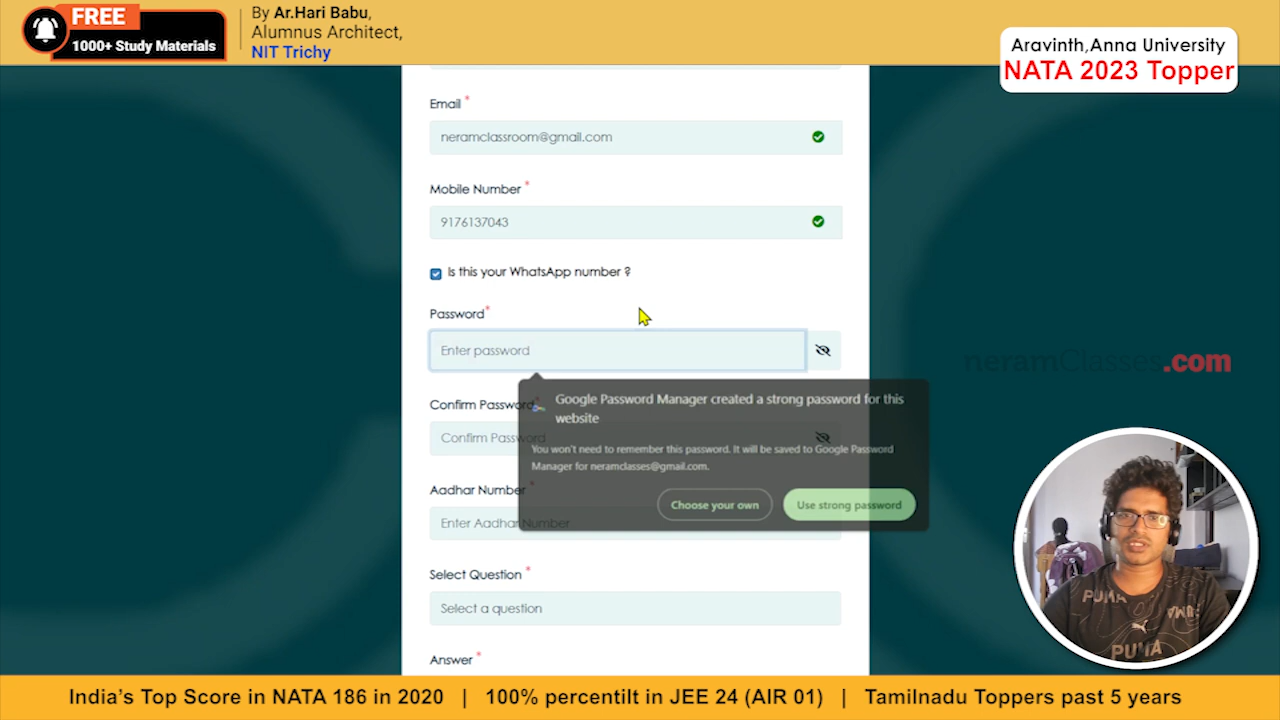 FREE
1000+ Study Materials
By Ar.Hari Babu,
Alumnus Architect,
NIT Trichy
Aravinth,Anna University
NATA 2023 Topper
Email *
neramclassroom@gmail.com
Mobile Number *
9176137043
Is this your WhatsApp number ?
Password *
Enter password
Google Password Manager created a strong password for this
website
You won't need to remember this password. It will be saved to Google Password
Manager for neramclasses@gmail.com.
Choose your own
Use strong password
Confirm Password *
Confirm Password
Aadhar Number *
Enter Aadhar Number
Select Question *
Select a question
Answer *
neramClasses.com
PUMA
PUMA
India's Top Score in NATA 186 in 2020 | 100% percentilt in JEE 24 (AIR 01) | Tamilnadu Toppers past 5 years